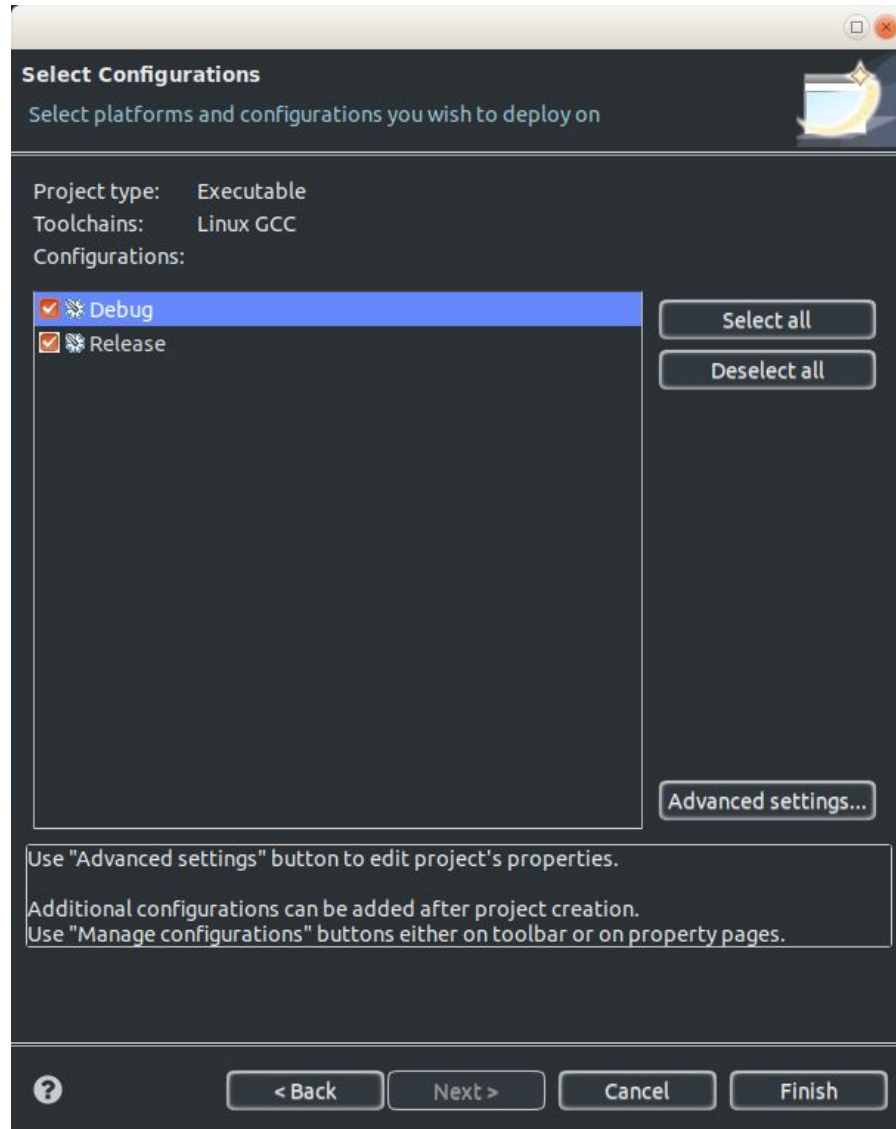 Select Configurations
Select platforms and configurations you wish to deploy on
Project type: Executable
Toolchains: Linux GCC
Configurations:
Debug
Release
Select all
Deselect all
Advanced settings...
Use "Advanced settings" button to edit project's properties.
Additional configurations can be added after project creation.
Use "Manage configurations" buttons either on toolbar or on property pages.
?
< Back Next > Cancel Finish